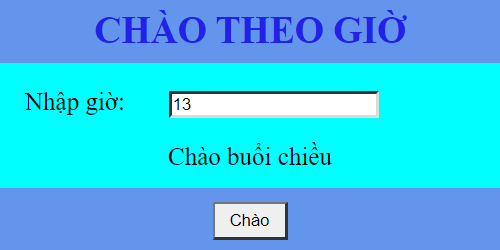 CHÀO THEO GIỜ
Nhập giờ: 13
Chào buổi chiều
Chào